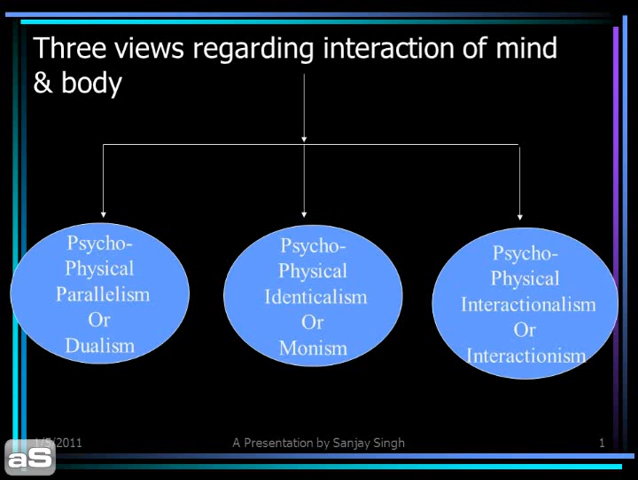 Three views regarding interaction of mind
& body
Psycho-
Physical
Parallelism
Or
Dualism
Psycho-
Physical
Identicalism
Or
Monism
Psycho-
Physical
Interactionalism
Or
Interactionism
/2011
A Presentation by Sanjay Singh
1
aS